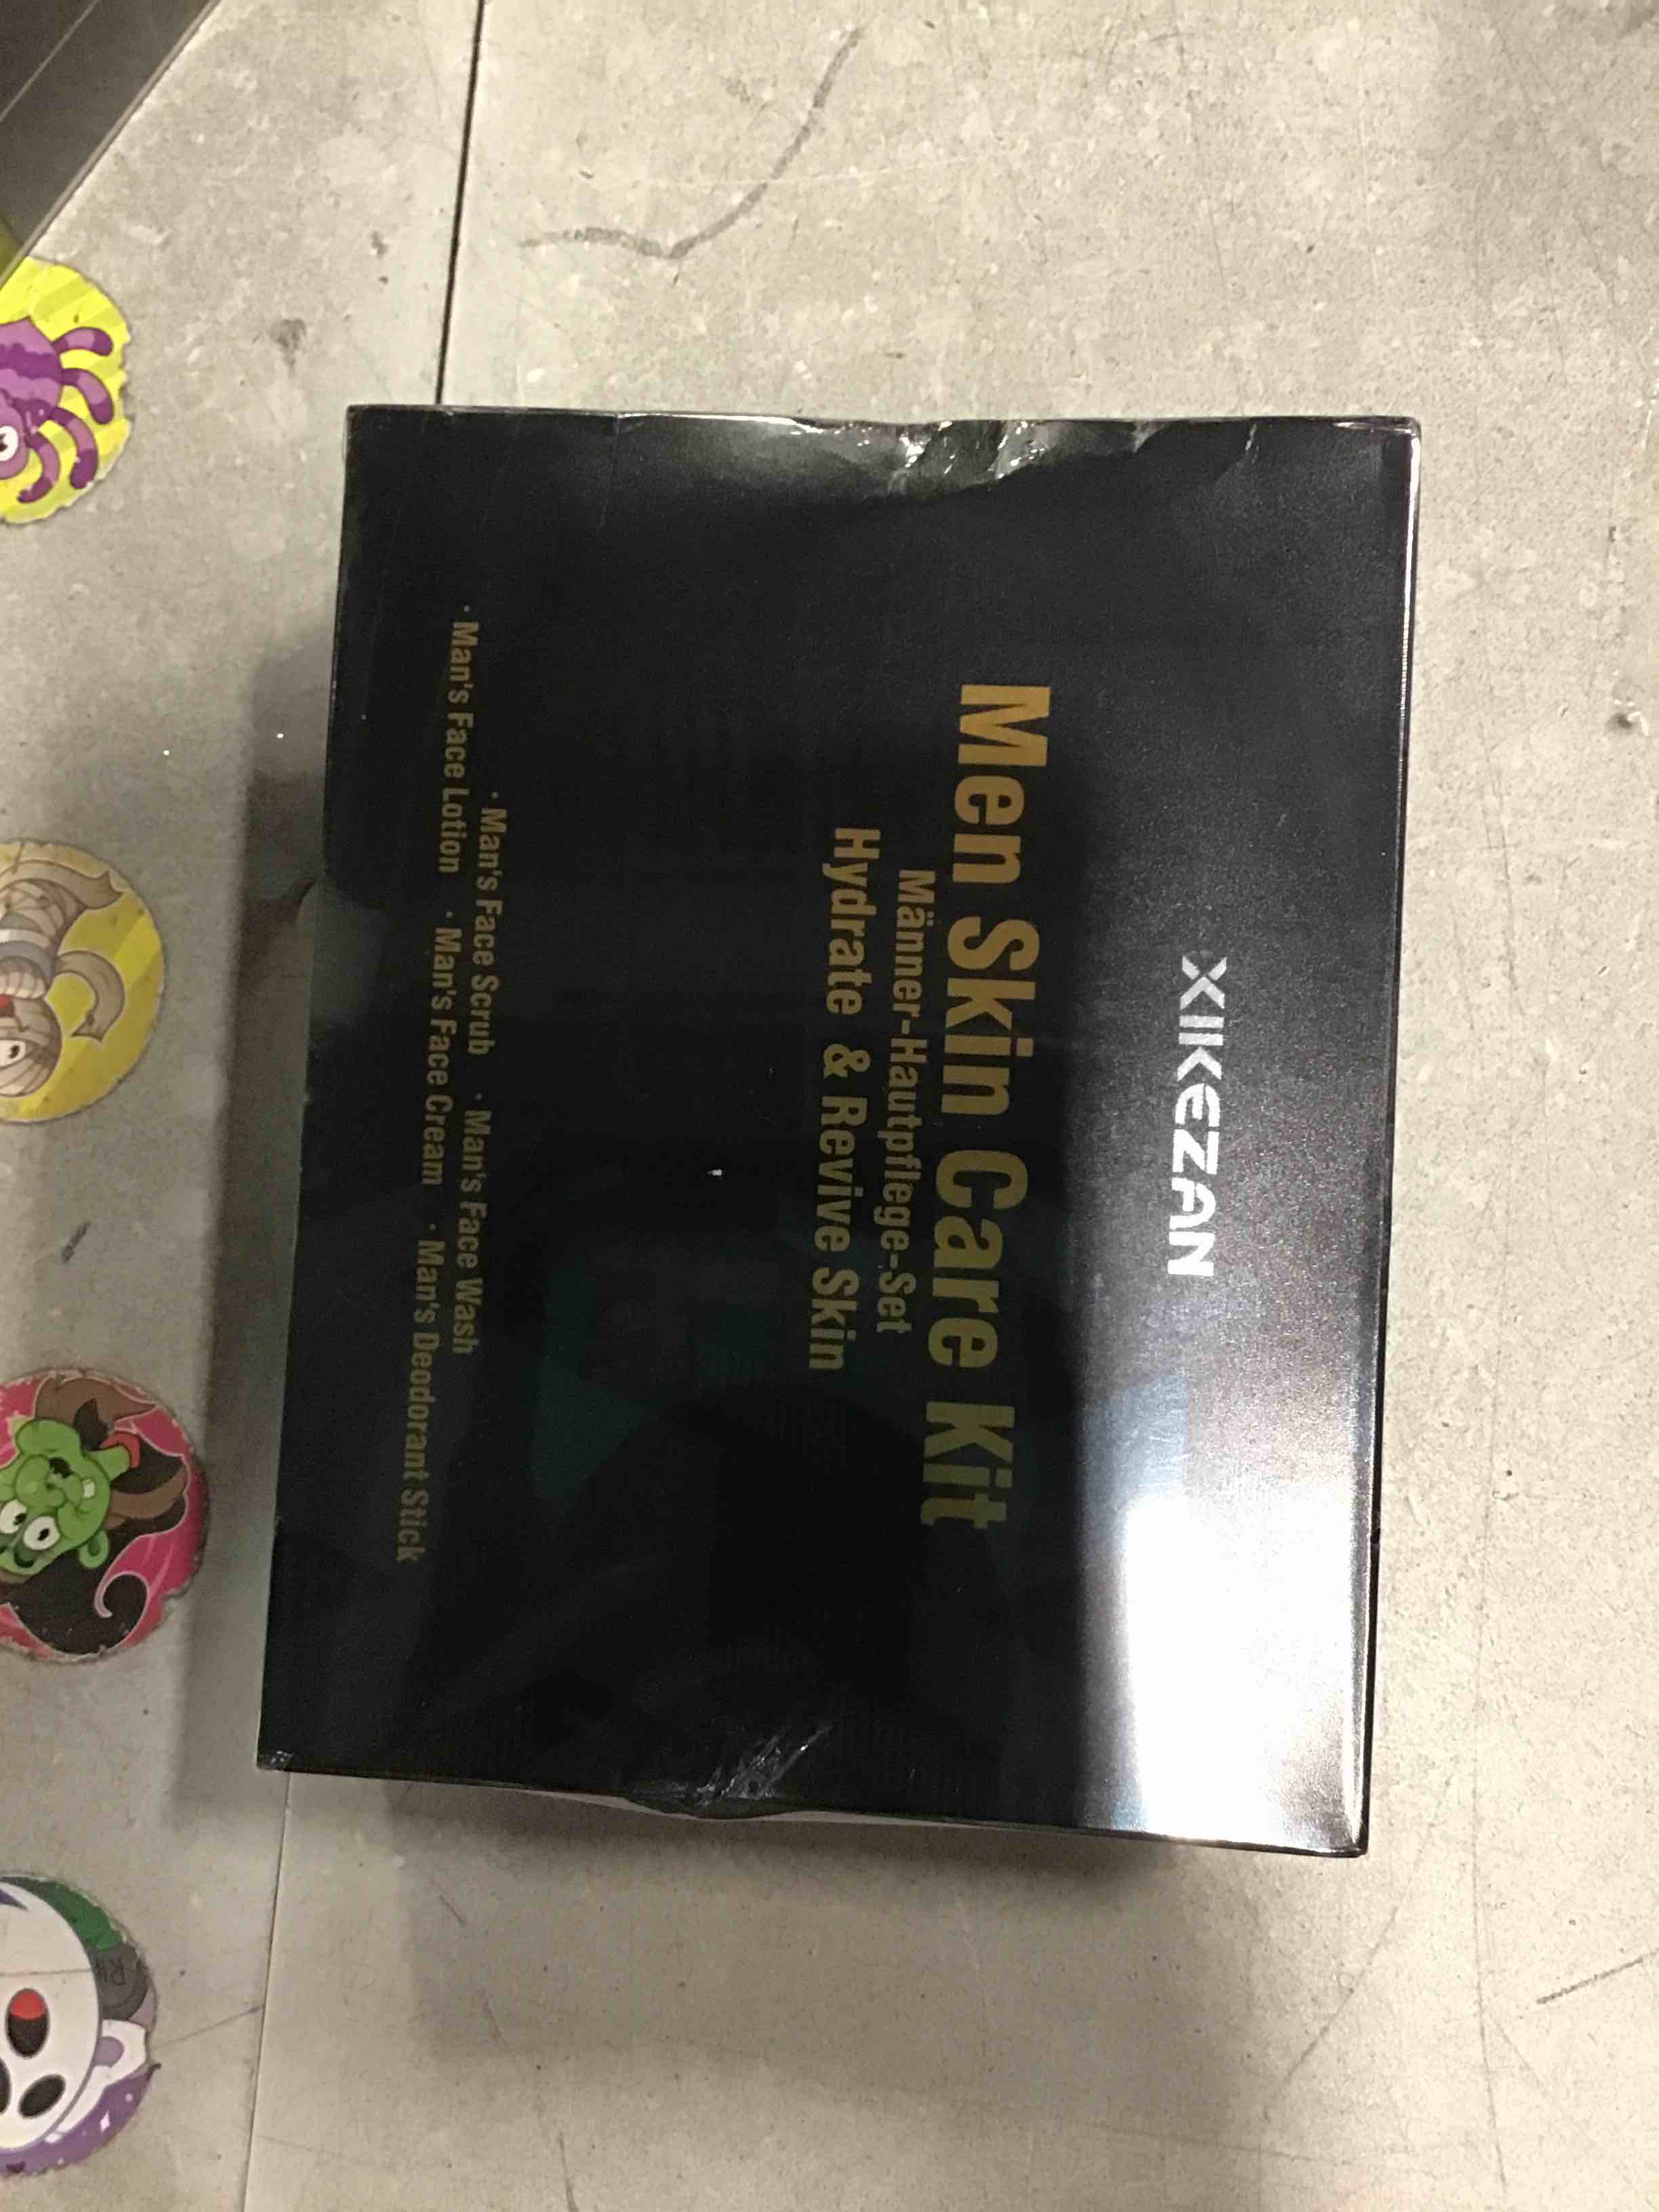 XIKEZAN
Men Skin Care Kit
Männer-Hautpflege-Set
Hydrate & Revive Skin
· Man's Face Scrub · Man's Face Wash
· Man's Face Lotion · Man's Face Cream · Man's Deodorant Stick